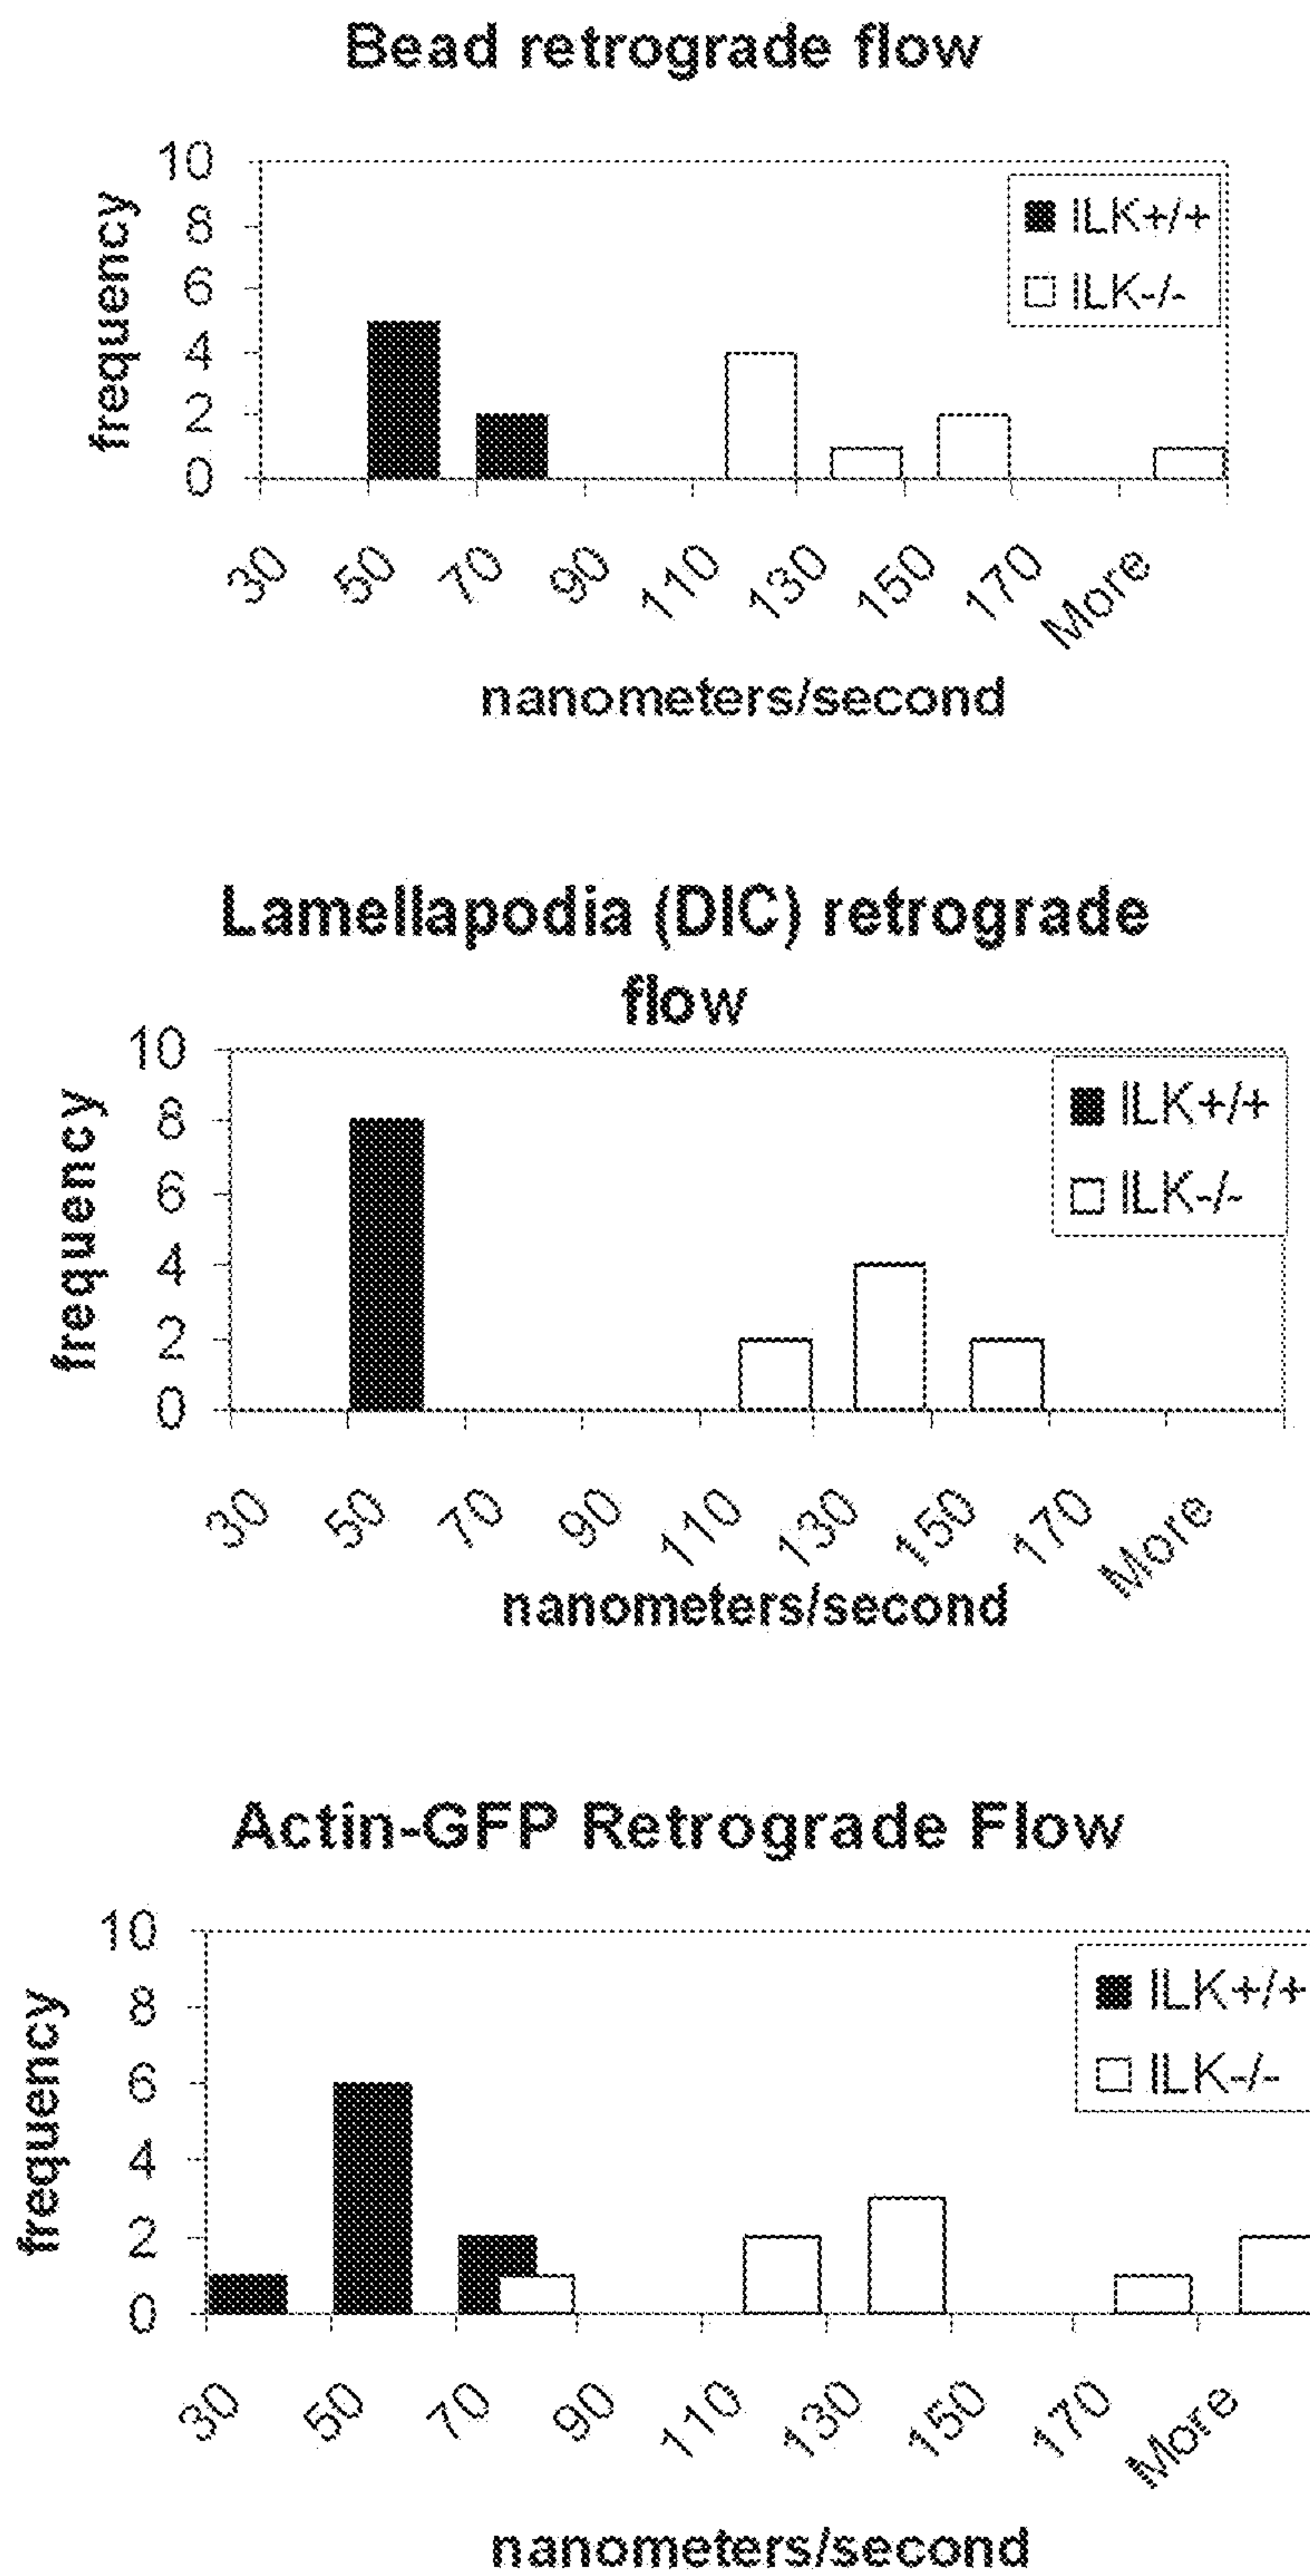 Bead retrograde flow
10
8
6
4
2
0
frequency
ILK+/+
ILK-/-
30 50 70 90 110 130 150 170 More
nanometers/second
Lamellapodia (DIC) retrograde
flow
10
8
6
4
2
0
frequency
ILK+/+
ILK-/-
30 50 70 90 110 130 150 170 More
nanometers/second
Actin-GFP Retrograde Flow
10
8
6
4
2
0
frequency
ILK+/+
ILK-/-
30 50 70 90 110 130 150 170 More
nanometers/second